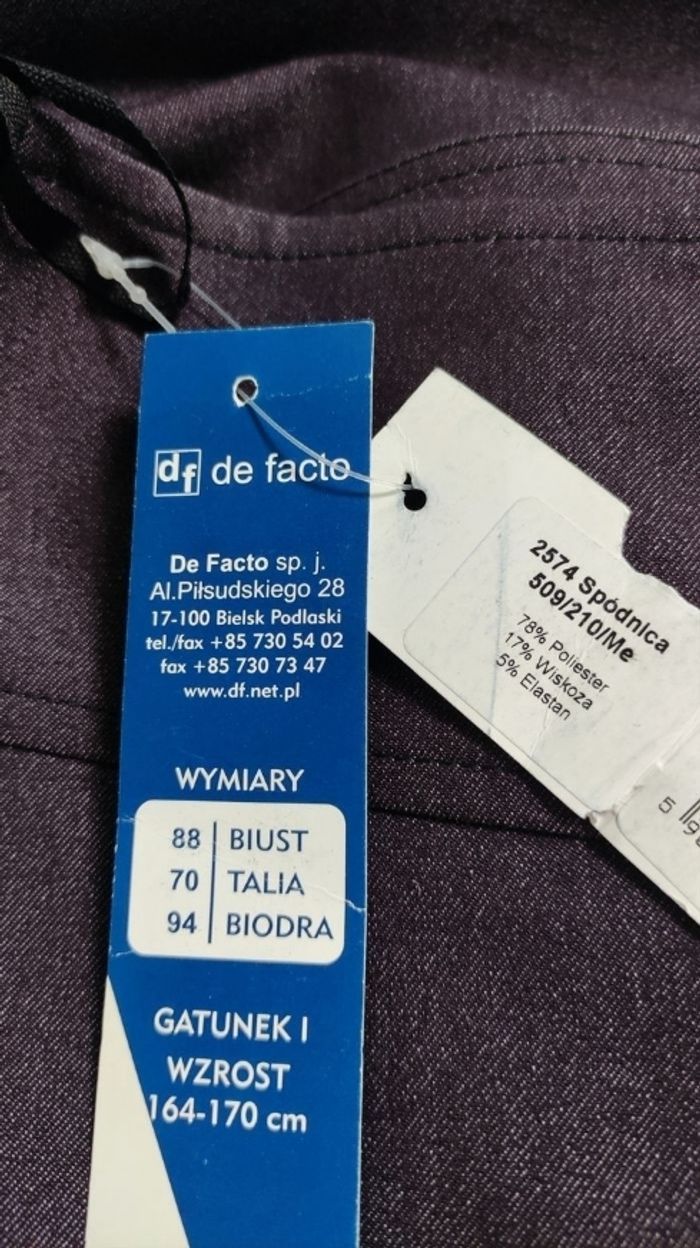 df de facto
De Facto sp. j.
Al.Piłsudskiego 28
17-100 Bielsk Podlaski
tel./fax +85 730 54 02
fax +85 730 73 47
www.df.net.pl
WYMIARY
88 BIUST
70 TALIA
94 BIODRA
GATUNEK I
WZROST
164-170 cm
2574 Spódnica
509/210/Me
78% Poliester
17% Wiskoza
5% Elastan
5